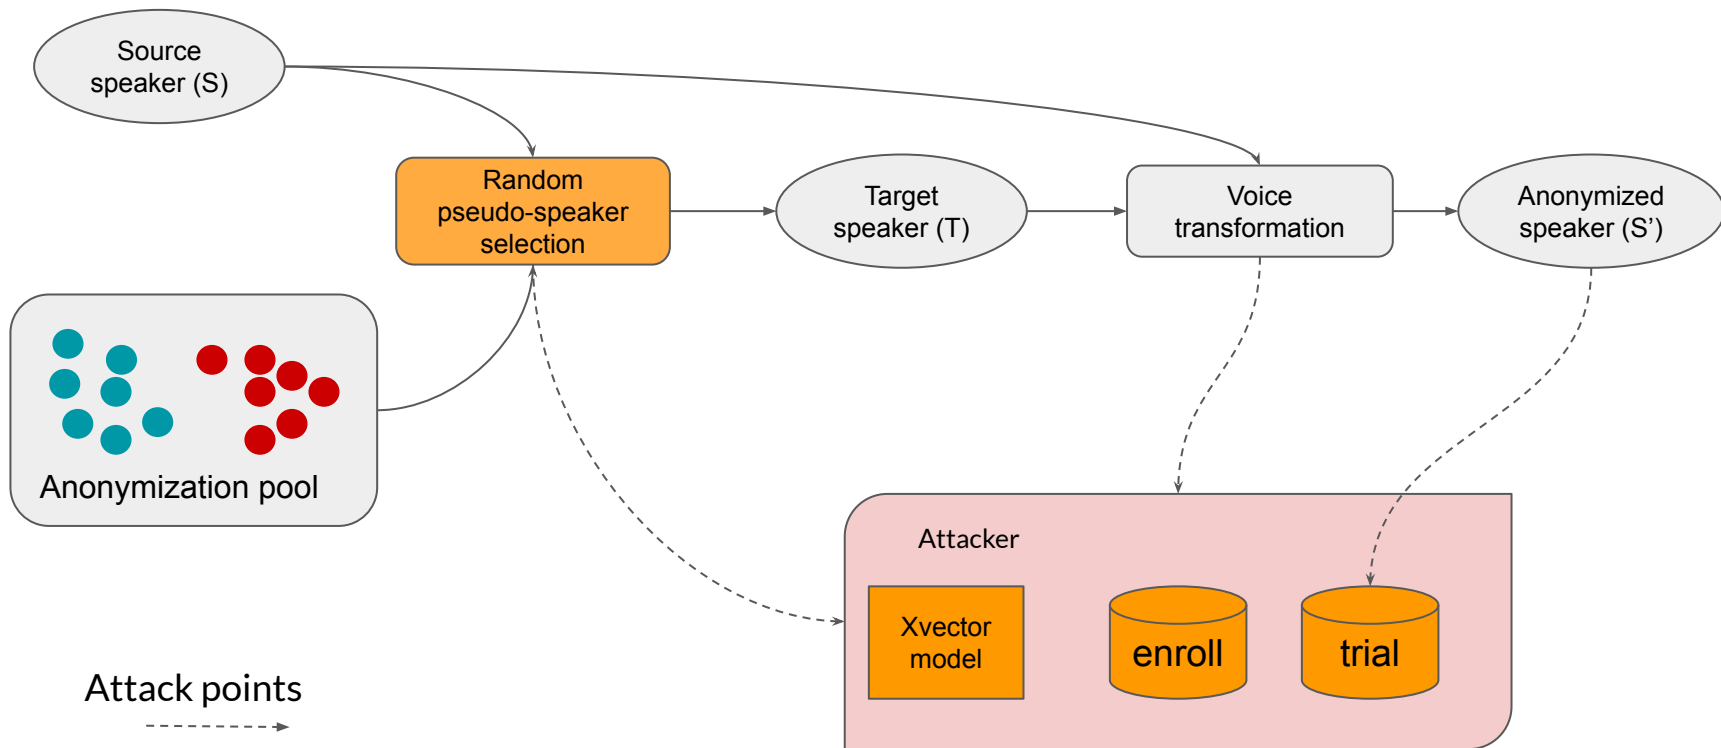 Source
speaker (S)
Random
pseudo-speaker
selection
Target
speaker (T)
Voice
transformation
Anonymized
speaker (S’)
Anonymization pool
Attacker
Xvector
model
enroll
trial
Attack points